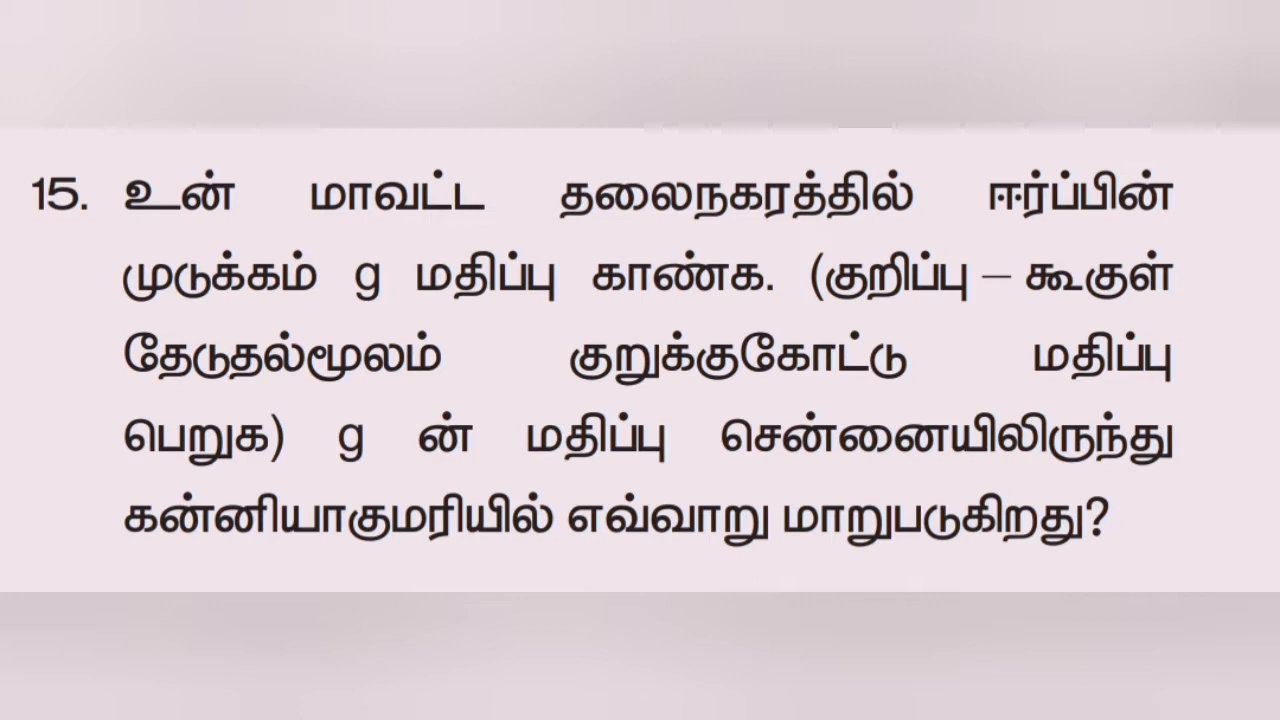 15. உன் மாவட்ட தலைநகரத்தில் ஈர்ப்பின்
முடுக்கம் g மதிப்பு காண்க. (குறிப்பு – கூகுள்
தேடுதல்மூலம் குறுக்குகோட்டு மதிப்பு
பெறுக) g ன் மதிப்பு சென்னையிலிருந்து
கன்னியாகுமரியில் எவ்வாறு மாறுபடுகிறது?